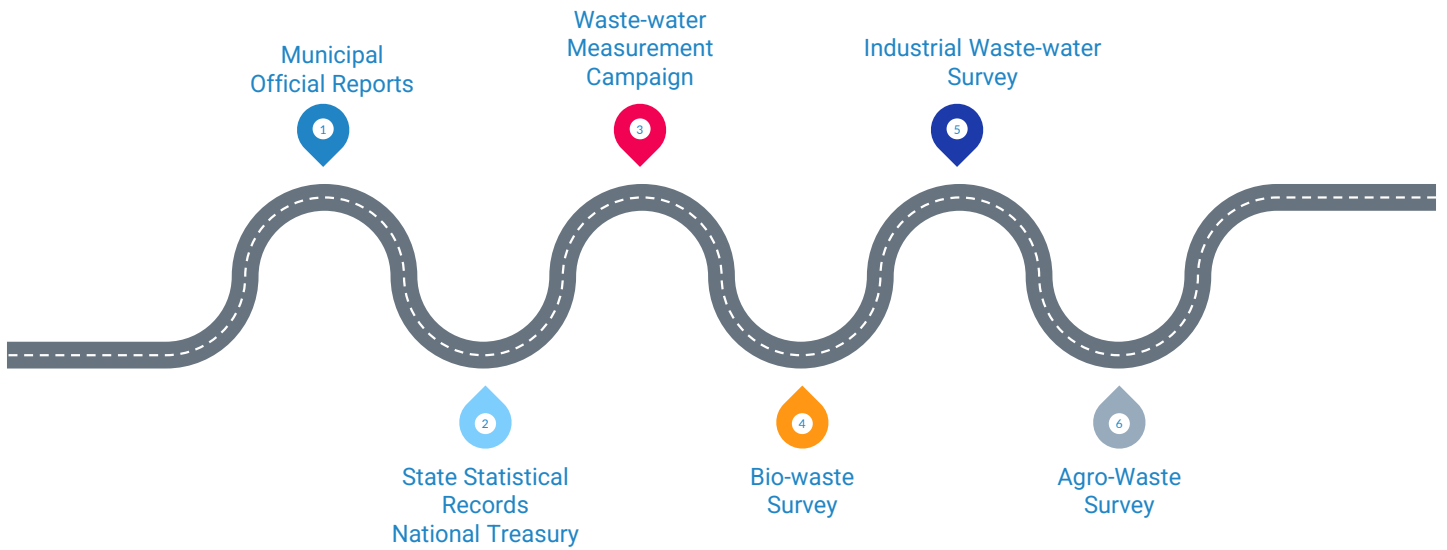 Municipal
Official Reports
1
State Statistical
Records
National Treasury
2
Waste-water
Measurement
Campaign
3
Bio-waste
Survey
4
Industrial Waste-water
Survey
5
Agro-Waste
Survey
6